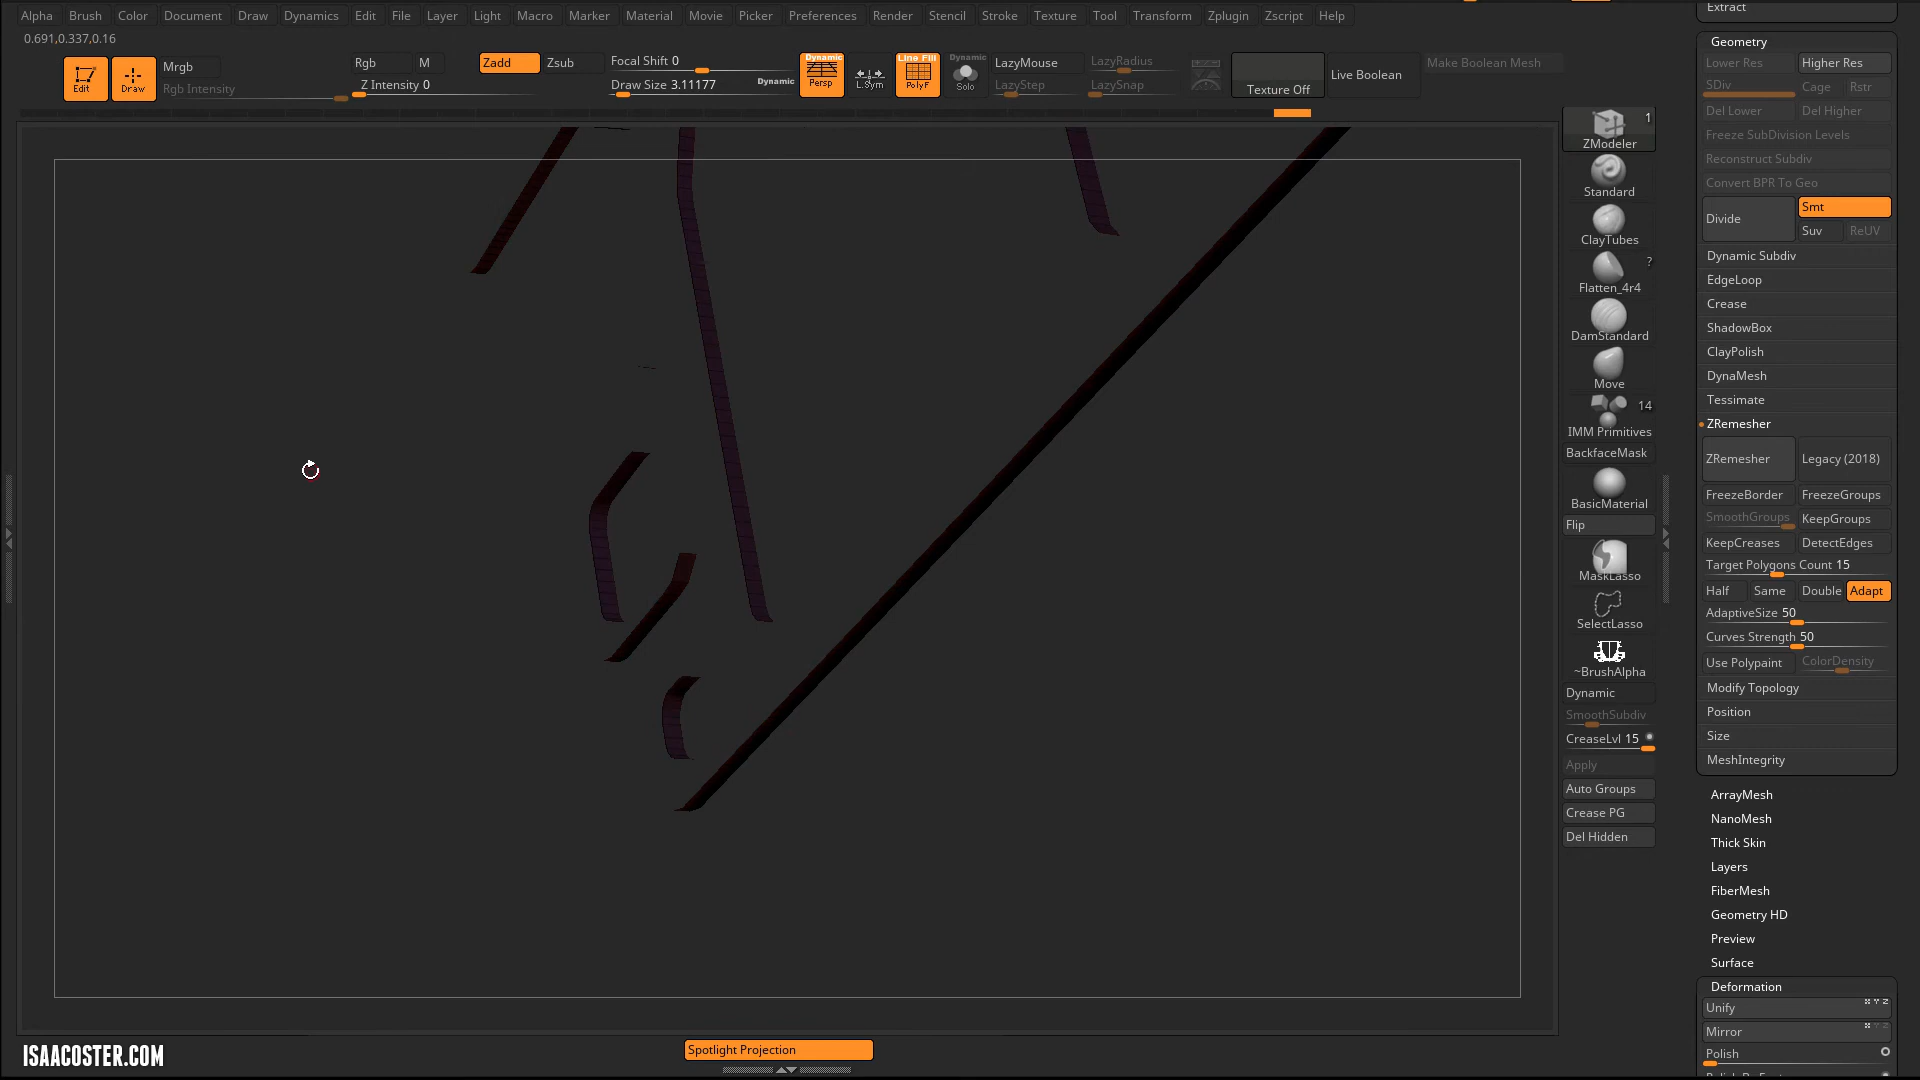 Alpha Brush Color Document Draw Dynamics Edit File Layer Light Macro Marker Material Movie Picker Preferences Render Stencil Stroke Texture Tool Transform Zplugin Zscript Help
0.691,0.337,0.16
Edit
Draw
Mrgb
Rgb Intensity
Rgb
M
Z Intensity 0
Zadd
Zsub
Focal Shift 0
Draw Size 3.11177
Dynamic
Dynamic
Persp
L.Sym
Line Fill
PolyF
Dynamic
Solo
LazyMouse
LazyRadius
LazyStep
LazySnap
Texture Off
Live Boolean
Make Boolean Mesh
1
ZModeler
Standard
ClayTubes
?
Flatten_4r4
DamStandard
Move
14
IMM Primitives
BackfaceMask
BasicMaterial
Flip
MaskLasso
SelectLasso
~BrushAlpha
Dynamic
SmoothSubdiv
CreaseLvl 15
Apply
Auto Groups
Crease PG
Del Hidden
Extract
Geometry
Lower Res Higher Res
SDiv Cage Rstr
Del Lower Del Higher
Freeze SubDivision Levels
Reconstruct Subdiv
Convert BPR To Geo
Divide
Smt
Suv ReUV
Dynamic Subdiv
EdgeLoop
Crease
ShadowBox
ClayPolish
DynaMesh
Tessimate
ZRemesher
ZRemesher Legacy (2018)
FreezeBorder FreezeGroups
SmoothGroups KeepGroups
KeepCreases DetectEdges
Target Polygons Count 15
Half Same Double Adapt
AdaptiveSize 50
Curves Strength 50
Use Polypaint ColorDensity
Modify Topology
Position
Size
MeshIntegrity
ArrayMesh
NanoMesh
Thick Skin
Layers
FiberMesh
Geometry HD
Preview
Surface
Deformation
Unify
Mirror
Polish
Spotlight Projection
ISAACOSTER.COM